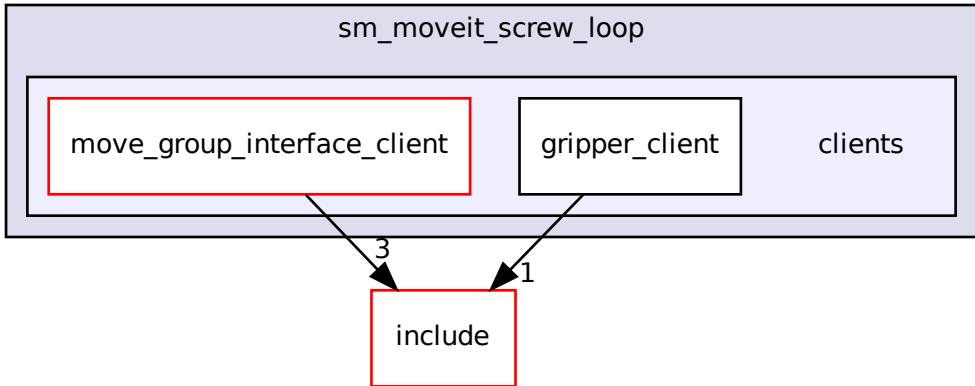 sm_moveit_screw_loop
move_group_interface_client
gripper_client
clients
3
1
include